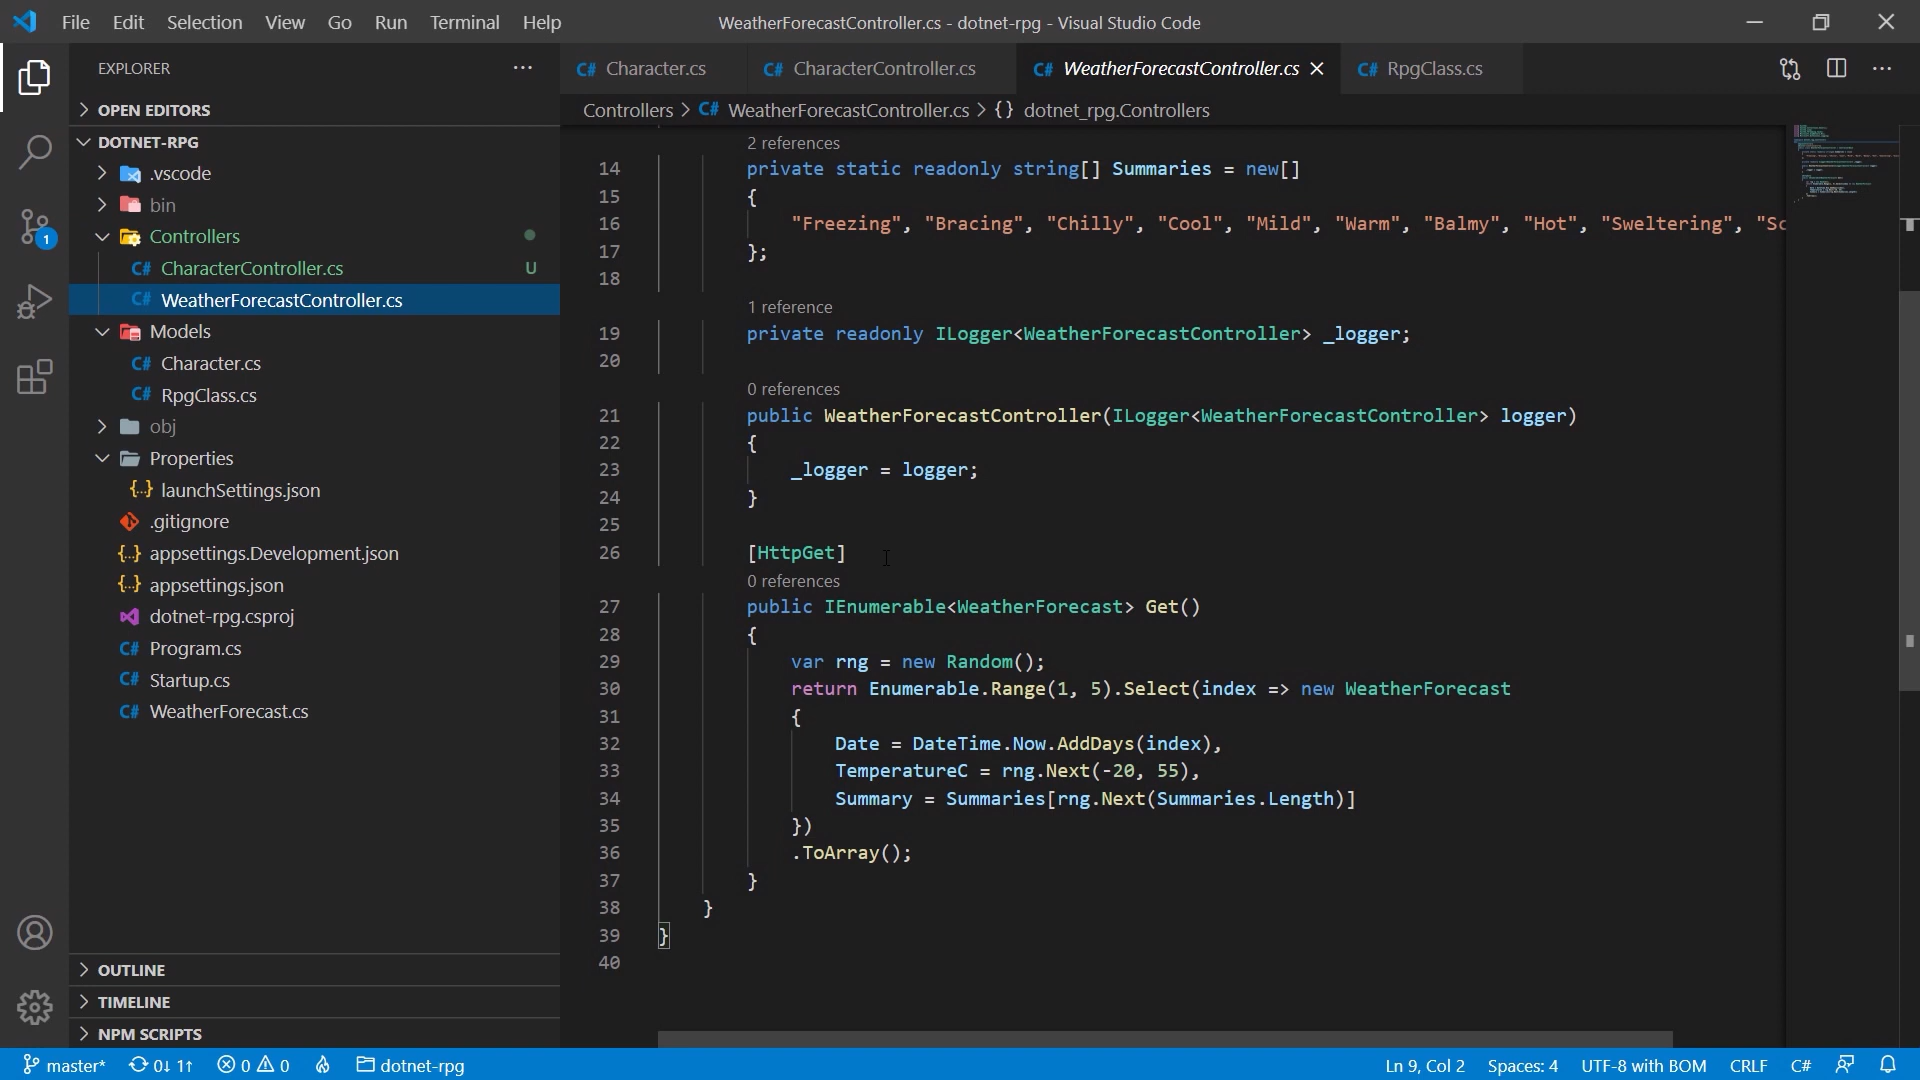 File Edit Selection View Go Run Terminal Help
WeatherForecastController.cs - dotnet-rpg - Visual Studio Code
EXPLORER
OPEN EDITORS
DOTNET-RPG
.vscode
bin
Controllers
C# CharacterController.cs U
C# WeatherForecastController.cs
Models
C# Character.cs
C# RpgClass.cs
obj
Properties
{..} launchSettings.json
.gitignore
{..} appsettings.Development.json
{..} appsettings.json
dotnet-rpg.csproj
C# Program.cs
C# Startup.cs
C# WeatherForecast.cs
OUTLINE
TIMELINE
NPM SCRIPTS
1
C# Character.cs
C# CharacterController.cs
C# WeatherForecastController.cs
C# RpgClass.cs
Controllers > C# WeatherForecastController.cs > {} dotnet_rpg.Controllers
2 references
14 private static readonly string[] Summaries = new[]
15 {
16 "Freezing", "Bracing", "Chilly", "Cool", "Mild", "Warm", "Balmy", "Hot", "Sweltering", "Sc
17 };
18
1 reference
19 private readonly ILogger<WeatherForecastController> _logger;
20
0 references
21 public WeatherForecastController(ILogger<WeatherForecastController> logger)
22 {
23 _logger = logger;
24 }
25
26 [HttpGet]
0 references
27 public IEnumerable<WeatherForecast> Get()
28 {
29 var rng = new Random();
30 return Enumerable.Range(1, 5).Select(index => new WeatherForecast
31 {
32 Date = DateTime.Now.AddDays(index),
33 TemperatureC = rng.Next(-20, 55),
34 Summary = Summaries[rng.Next(Summaries.Length)]
35 })
36 .ToArray();
37 }
38 }
39 }
40
master* 0↓ 1↑ 0 0 dotnet-rpg
Ln 9, Col 2 Spaces: 4 UTF-8 with BOM CRLF C#